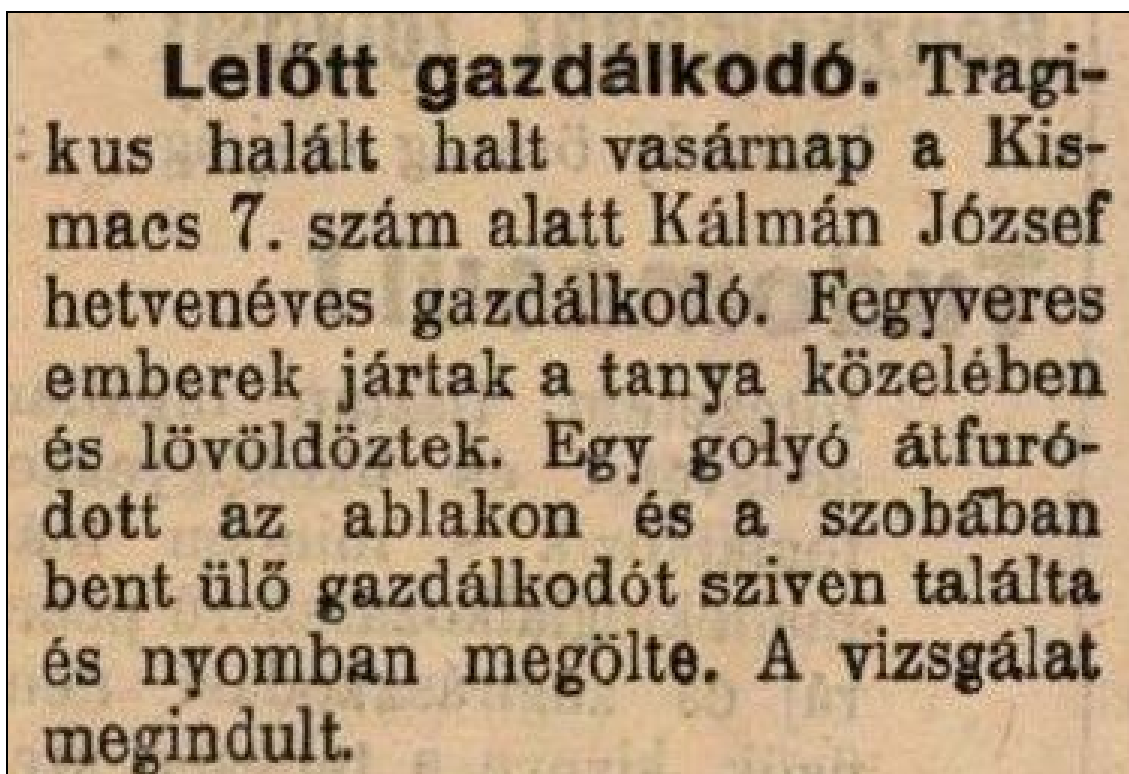 Lelőtt gazdálkodó. Tragi-
kus halált halt vasárnap a Kis-
macs 7. szám alatt Kálmán József
hetvenéves gazdálkodó. Fegyveres
emberek jártak a tanya közelében
és lövöldöztek. Egy golyó átfuró-
dott az ablakon és a szobában
bent ülő gazdálkodót sziven találta
és nyomban megölte. A vizsgálat
megindult.